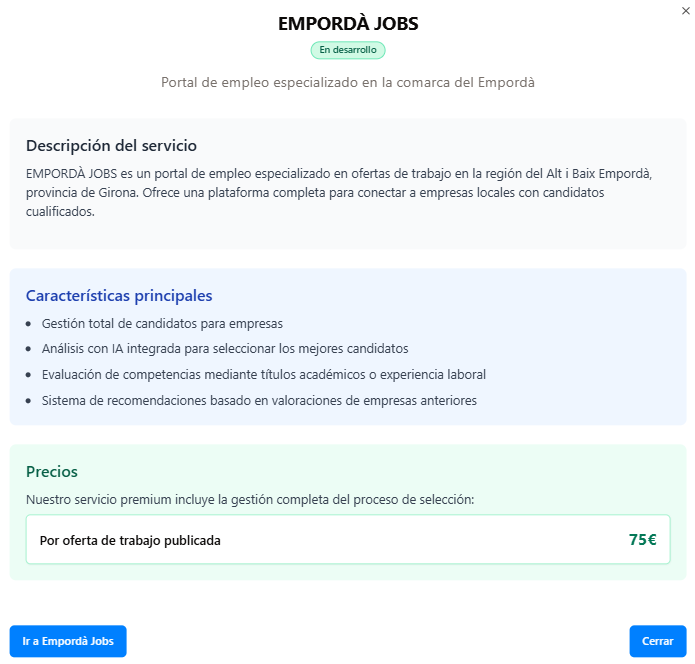 ×
EMPORDÀ JOBS
En desarrollo
Portal de empleo especializado en la comarca del Empordà
Descripción del servicio
EMPORDÀ JOBS es un portal de empleo especializado en ofertas de trabajo en la región del Alt i Baix Empordà,
provincia de Girona. Ofrece una plataforma completa para conectar a empresas locales con candidatos
cualificados.
Características principales
• Gestión total de candidatos para empresas
• Análisis con IA integrada para seleccionar los mejores candidatos
• Evaluación de competencias mediante títulos académicos o experiencia laboral
• Sistema de recomendaciones basado en valoraciones de empresas anteriores
Precios
Nuestro servicio premium incluye la gestión completa del proceso de selección:
Por oferta de trabajo publicada 75€
Ir a Empordà Jobs Cerrar